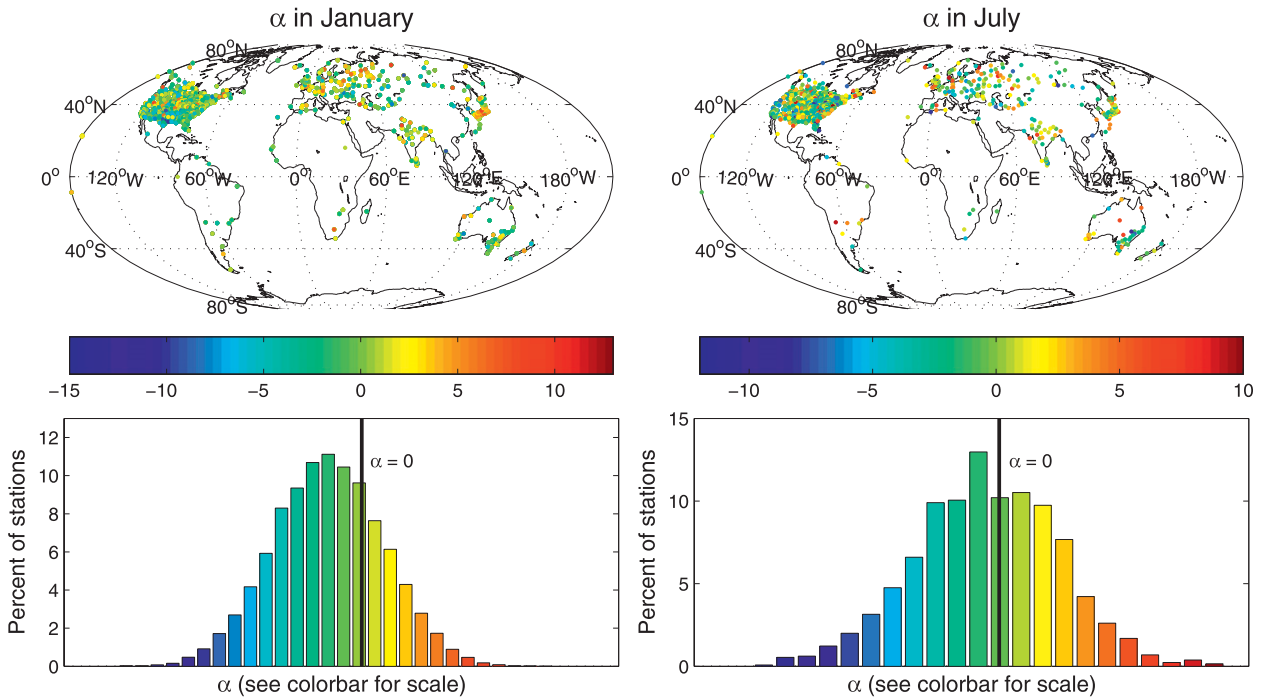 α in January
80°N
40°N
0°
120°W
60°W
0°
60°E
120°E
180°W
40°S
80°S
−15
−10
−5
0
5
10
12
10
8
6
4
2
0
Percent of stations
α = 0
α (see colorbar for scale)
α in July
80°N
40°N
0°
120°W
60°W
0°
60°E
120°E
180°W
40°S
80°S
−10
−5
0
5
10
15
10
5
0
Percent of stations
α = 0
α (see colorbar for scale)